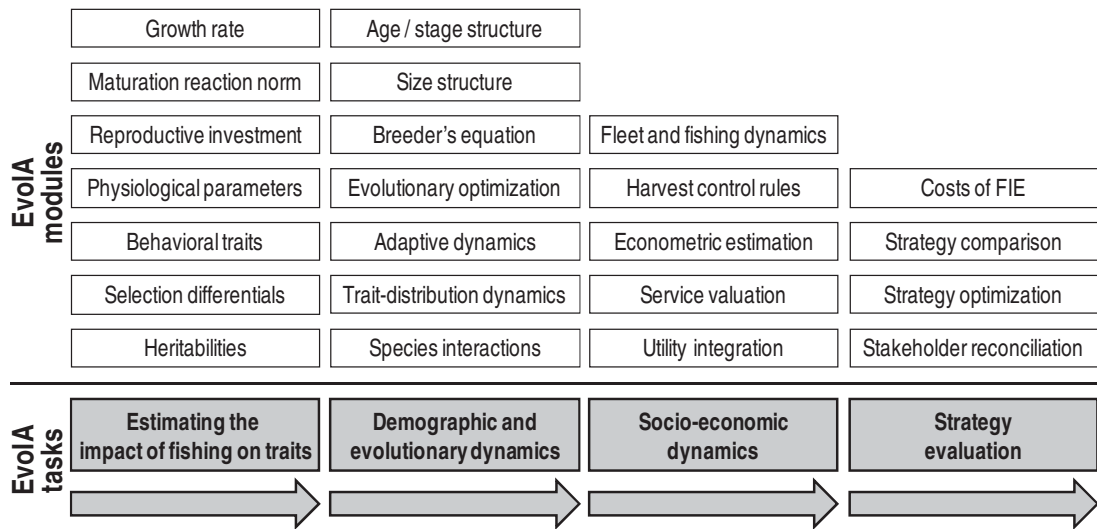 Growth rate
Age / stage structure
Maturation reaction norm
Size structure
Reproductive investment
Breeder's equation
Fleet and fishing dynamics
Physiological parameters
Evolutionary optimization
Harvest control rules
Costs of FIE
Behavioral traits
Adaptive dynamics
Econometric estimation
Strategy comparison
Selection differentials
Trait-distribution dynamics
Service valuation
Strategy optimization
Heritabilities
Species interactions
Utility integration
Stakeholder reconciliation
EvoIA
modules
Estimating the
impact of fishing on traits
Demographic and
evolutionary dynamics
Socio-economic
dynamics
Strategy
evaluation
EvoIA
tasks